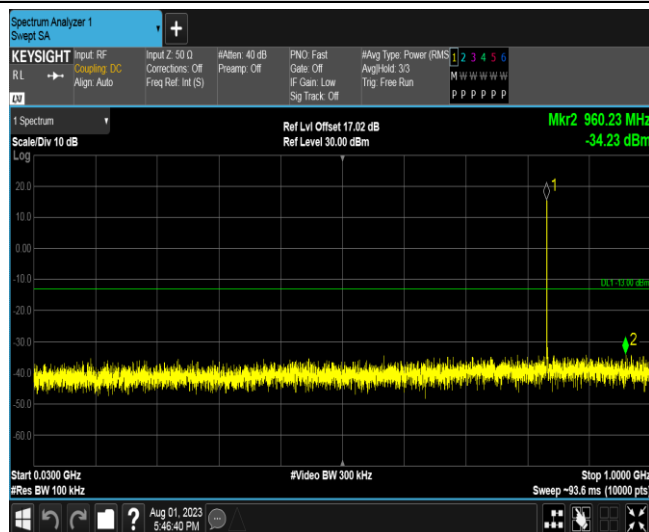 Spectrum Analyzer 1
Swept SA
+
KEYSIGHT
RL
LXI
Input: RF
Coupling: DC
Align: Auto
Input Z: 50 Ω
Corrections: Off
Freq Ref: Int (S)
#Atten: 40 dB
Preamp: Off
PNO: Fast
Gate: Off
IF Gain: Low
Sig Track: Off
#Avg Type: Power (RMS
Avg|Hold: 3/3
Trig: Free Run
1 2 3 4 5 6
M W W W W W
P P P P P P
1 Spectrum
Scale/Div 10 dB
Ref Lvl Offset 17.02 dB
Ref Level 30.00 dBm
Mkr2 960.23 MHz
-34.23 dBm
Log
20.0
10.0
0.00
-10.0
-20.0
-30.0
-40.0
-50.0
-60.0
1
DL1 -13.00 dBm
2
Start 0.0300 GHz
#Res BW 100 kHz
#Video BW 300 kHz
Stop 1.0000 GHz
Sweep ~93.6 ms (10000 pts)
?
Aug 01, 2023
5:46:40 PM